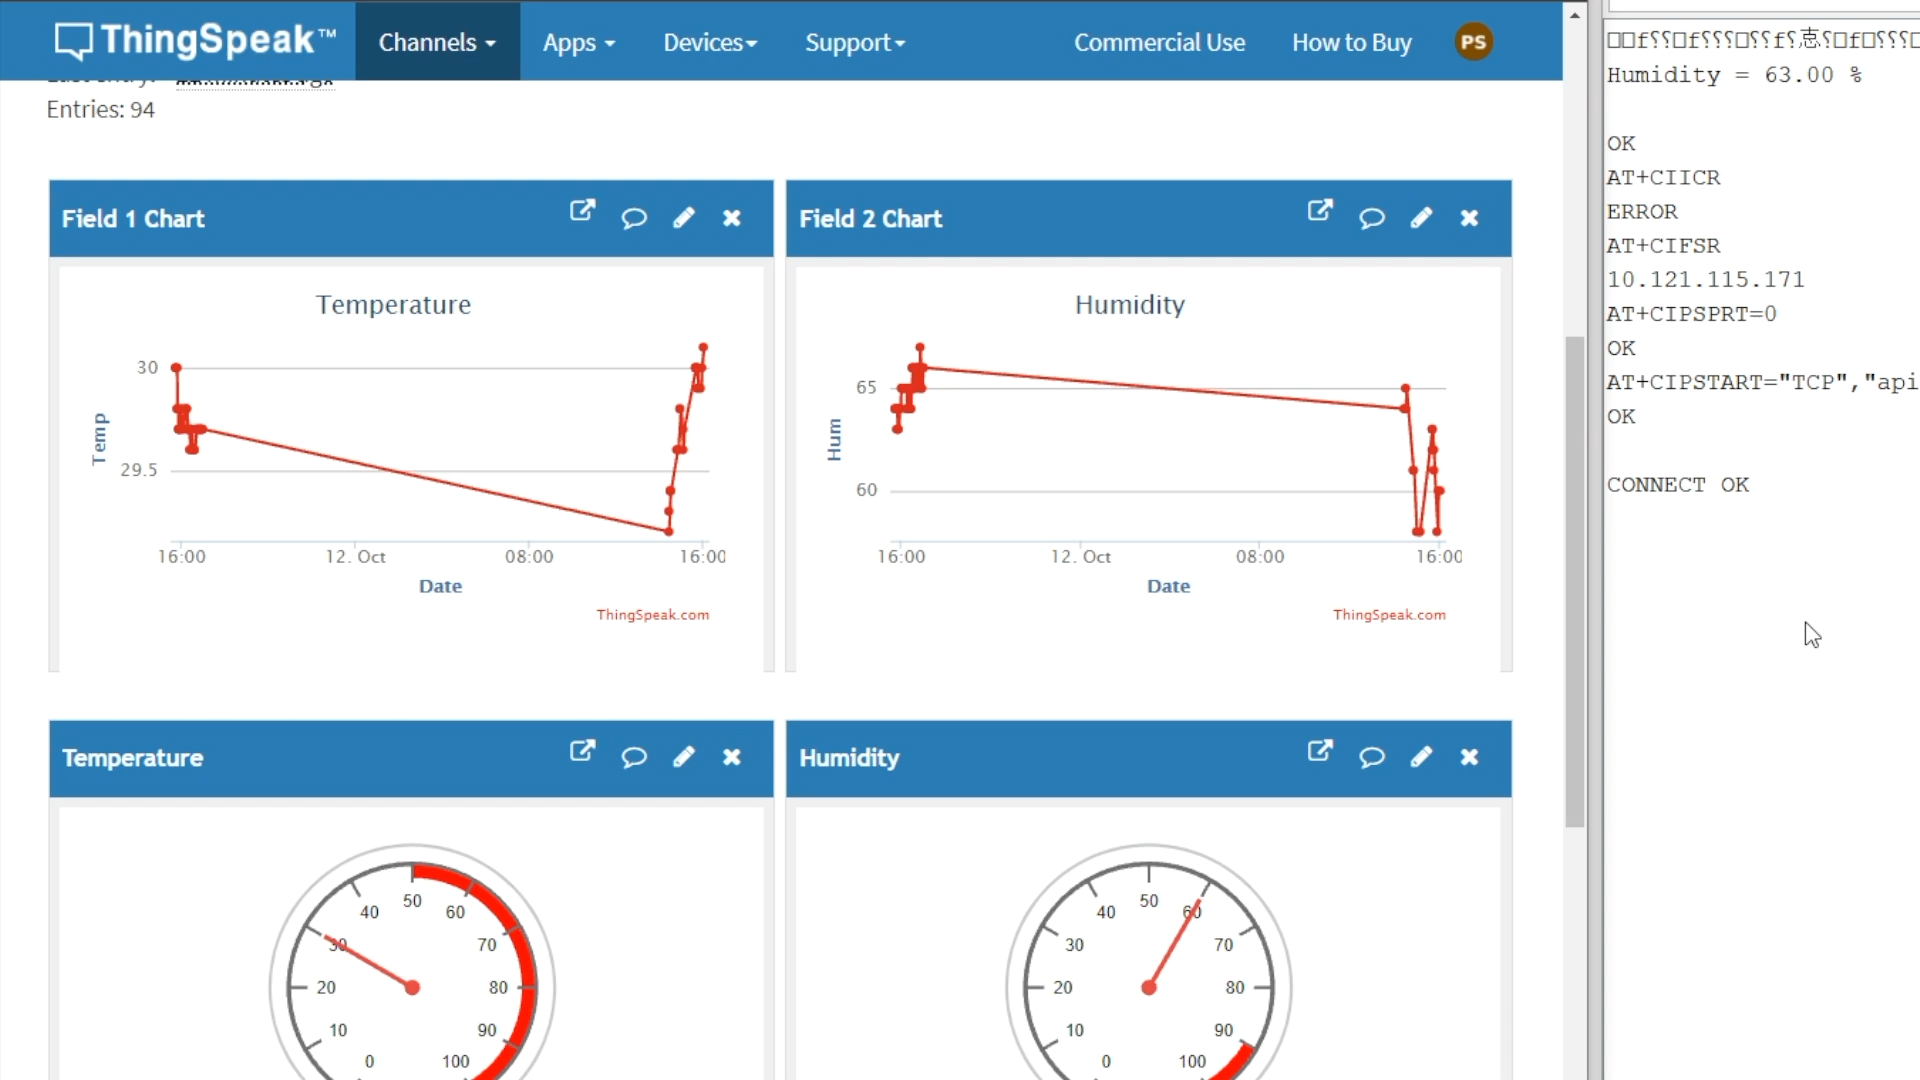 ThingSpeak™ Channels Apps Devices Support Commercial Use How to Buy PS
Entries: 94
Field 1 Chart
Temperature
30
29.5
Temp
16:00 12. Oct 08:00 16:00
Date
ThingSpeak.com
Field 2 Chart
Humidity
65
60
Hum
16:00 12. Oct 08:00 16:00
Date
ThingSpeak.com
Temperature
0 10 20 30 40 50 60 70 80 90 100
Humidity
0 10 20 30 40 50 60 70 80 90 100
Humidity = 63.00 %
OK
AT+CIICR
ERROR
AT+CIFSR
10.121.115.171
AT+CIPSPRT=0
OK
AT+CIPSTART="TCP","api
OK
CONNECT OK